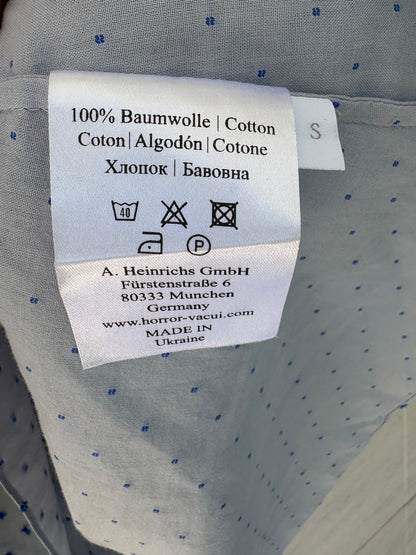 100% Baumwolle | Cotton
Coton | Algodón | Cotone
Хлопок | Бавовна
S
40
P
A. Heinrichs GmbH
Fürstenstraße 6
80333 Munchen
Germany
www.horror-vacui.com
MADE IN
Ukraine